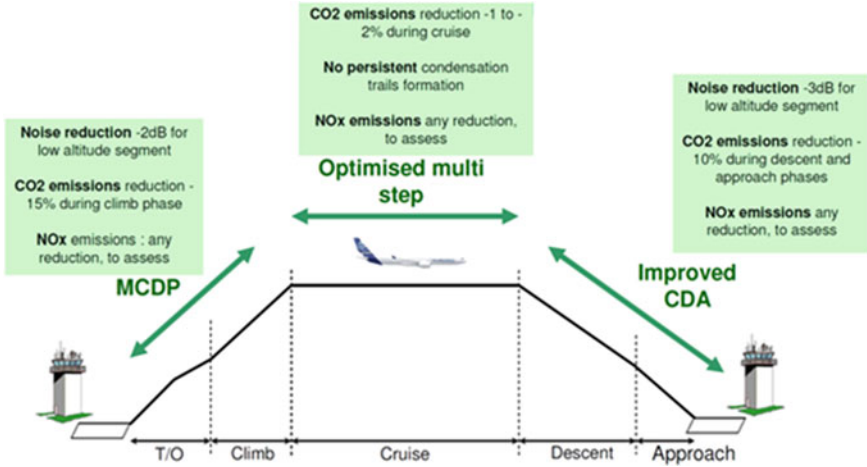 CO2 emissions reduction -1 to -
2% during cruise
No persistent condensation
trails formation
NOx emissions any reduction,
to assess
Noise reduction -2dB for
low altitude segment
CO2 emissions reduction -
15% during climb phase
NOx emissions : any
reduction, to assess
Noise reduction -3dB for
low altitude segment
CO2 emissions reduction -
10% during descent and
approach phases
NOx emissions any
reduction, to assess
Optimised multi
step
MCDP
Improved
CDA
T/O
Climb
Cruise
Descent
Approach